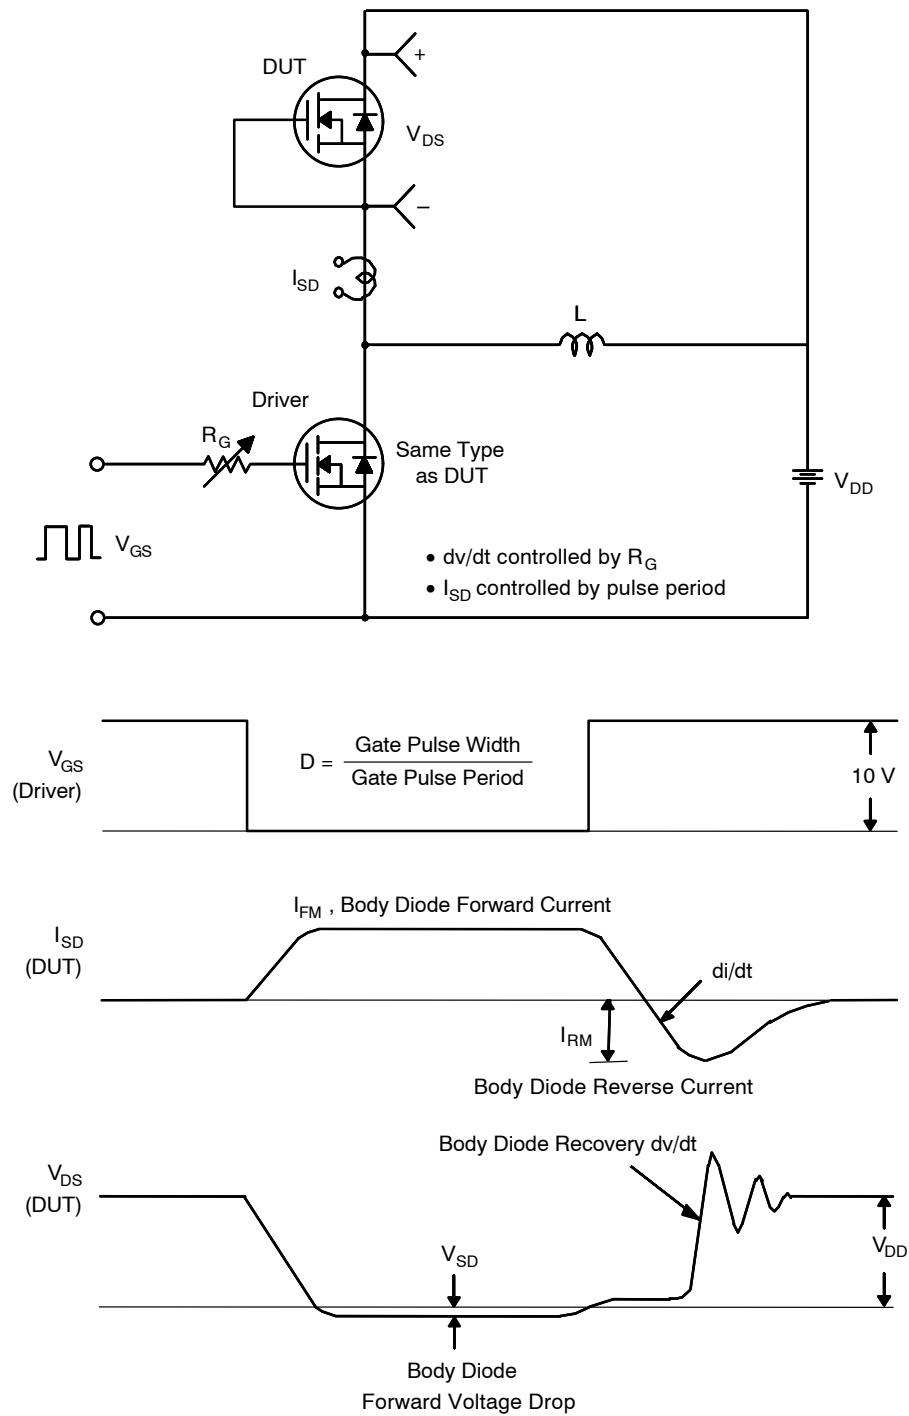 DUT
+
V_DS
–
I_SD
L
Driver
R_G
Same Type
as DUT
V_DD
V_GS
• dv/dt controlled by R_G
• I_SD controlled by pulse period
V_GS
(Driver)
D = Gate Pulse Width
Gate Pulse Period
10 V
I_FM , Body Diode Forward Current
I_SD
(DUT)
di/dt
I_RM
Body Diode Reverse Current
Body Diode Recovery dv/dt
V_DS
(DUT)
V_SD
V_DD
Body Diode
Forward Voltage Drop